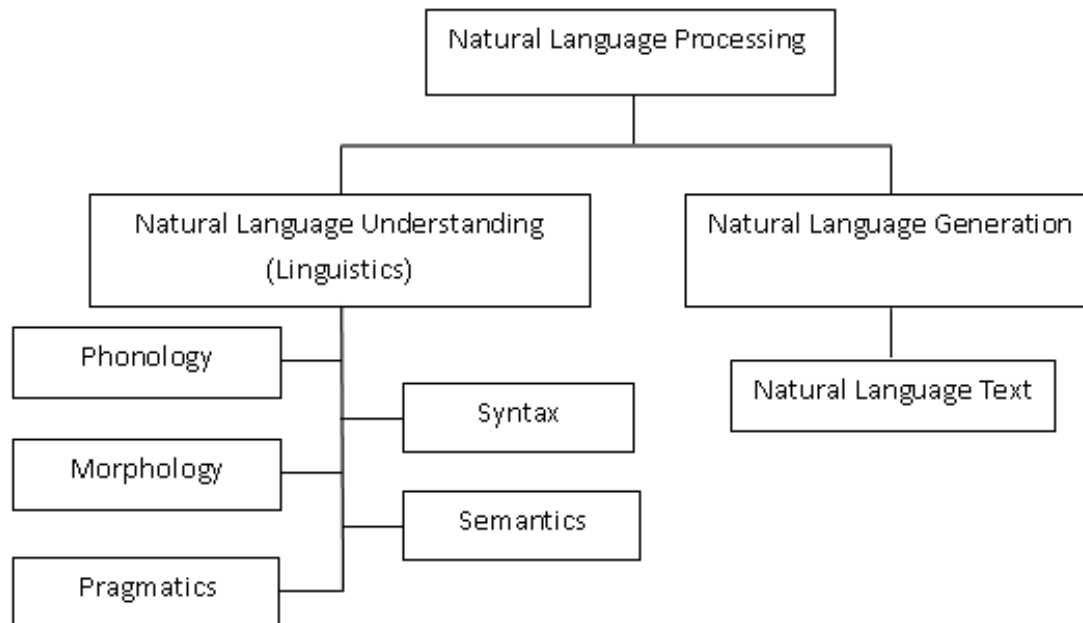 Natural Language Processing
Natural Language Understanding
(Linguistics)
Natural Language Generation
Phonology
Natural Language Text
Syntax
Morphology
Semantics
Pragmatics